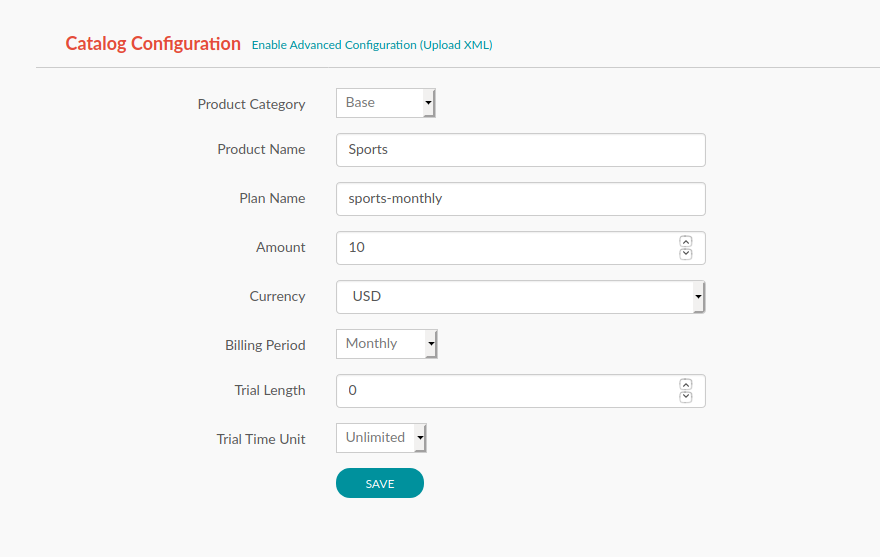 Catalog Configuration Enable Advanced Configuration (Upload XML)
Product Category Base
Product Name Sports
Plan Name sports-monthly
Amount 10
Currency USD
Billing Period Monthly
Trial Length 0
Trial Time Unit Unlimited
SAVE